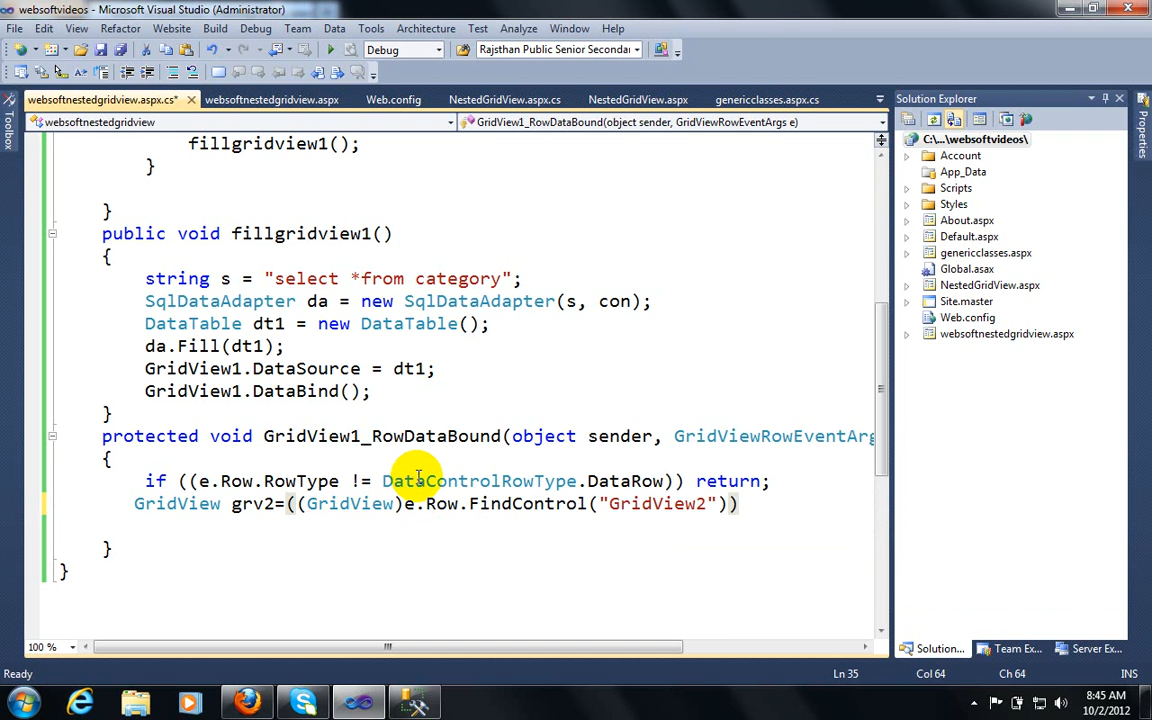 websoftvideos - Microsoft Visual Studio (Administrator)
File Edit View Refactor Website Build Debug Team Data Tools Architecture Test Analyze Window Help
Debug Rajasthan Public Senior Seconda
websoftnestedgridview.aspx.cs* websoftnestedgridview.aspx Web.config NestedGridView.aspx.cs NestedGridView.aspx genericclasses.aspx.cs
websoftnestedgridview GridView1_RowDataBound(object sender, GridViewRowEventArgs e)
fillgridview1();
}
}
public void fillgridview1()
{
string s = "select *from category";
SqlDataAdapter da = new SqlDataAdapter(s, con);
DataTable dt1 = new DataTable();
da.Fill(dt1);
GridView1.DataSource = dt1;
GridView1.DataBind();
}
protected void GridView1_RowDataBound(object sender, GridViewRowEventArg
{
if ((e.Row.RowType != DataControlRowType.DataRow)) return;
GridView grv2=((GridView)e.Row.FindControl("GridView2"))
}
}
100 %
Toolbox
Solution Explorer
C:\...\websoftvideos\
Account
App_Data
Scripts
Styles
About.aspx
Default.aspx
genericclasses.aspx
Global.asax
NestedGridView.aspx
Site.master
Web.config
websoftnestedgridview.aspx
Solution... Team Ex... Server Ex...
Properties
Ready Ln 35 Col 64 Ch 64 INS
8:45 AM
10/2/2012